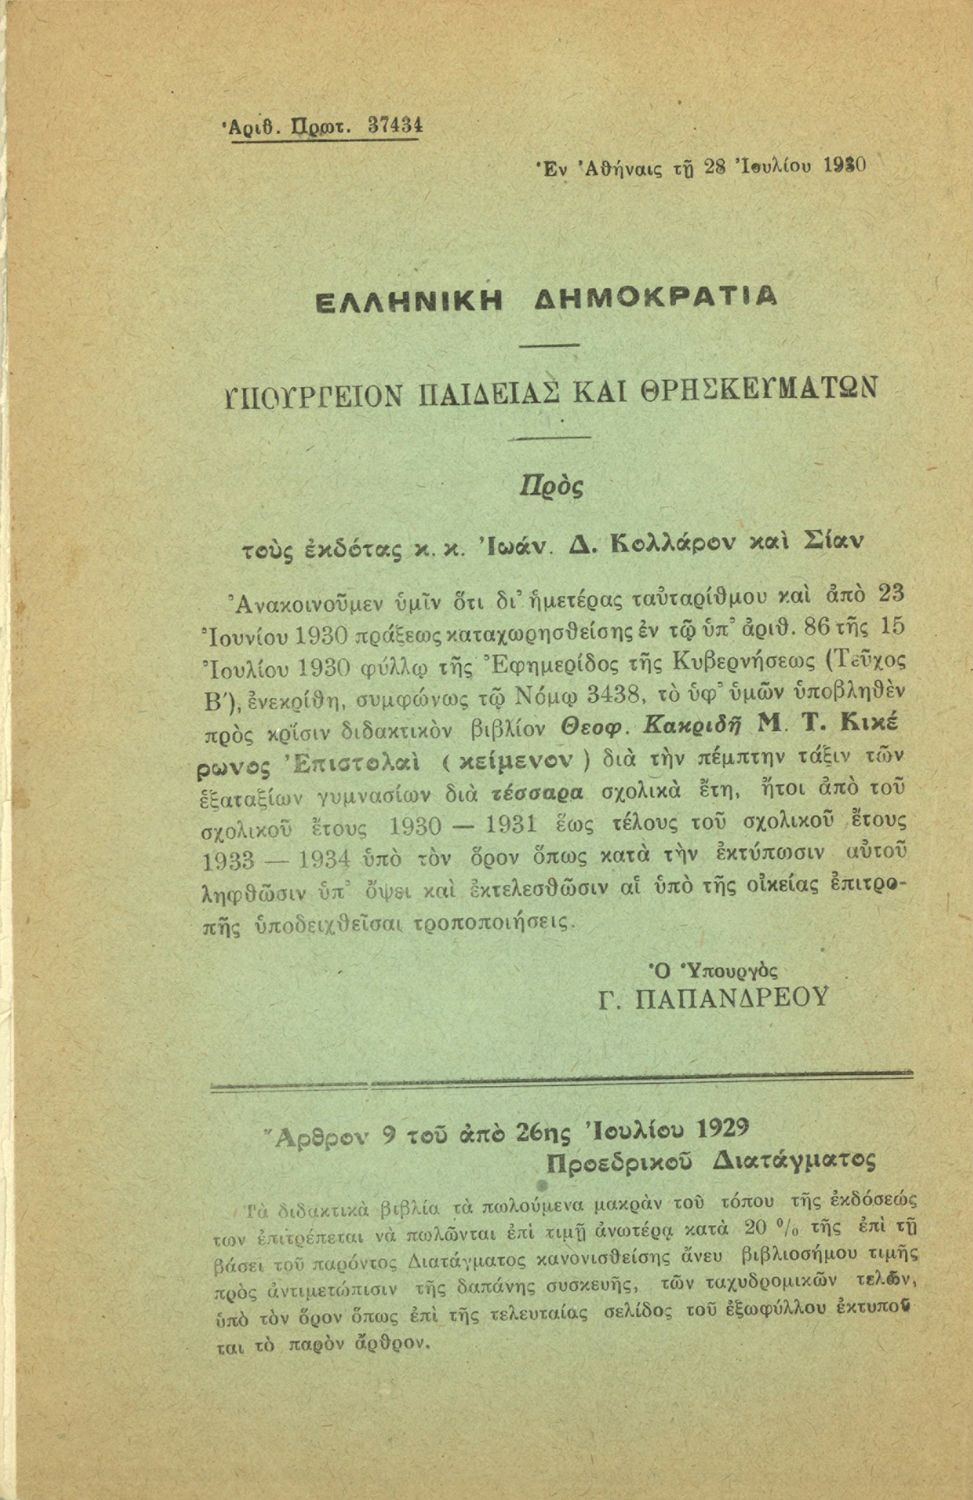 Ἀριθ. Πρωτ. 37434
Ἐν Ἀθήναις τῇ 28 Ἰουλίου 1930
ΕΛΛΗΝΙΚΗ ΔΗΜΟΚΡΑΤΙΑ
ΥΠΟΥΡΓΕΙΟΝ ΠΑΙΔΕΙΑΣ ΚΑΙ ΘΡΗΣΚΕΥΜΑΤΩΝ
Πρὸς
τοὺς ἐκδότας κ. κ. Ἰωάν. Δ. Κολλάρον καὶ Σίαν
Ἀνακοινοῦμεν ὑμῖν ὅτι δι' ἡμετέρας ταὐταρίθμου καὶ ἀπὸ 23
Ἰουνίου 1930 πράξεως καταχωρησθείσης ἐν τῷ ὑπ' ἀριθ. 86 τῆς 15
Ἰουλίου 1930 φύλλῳ τῆς Ἐφημερίδος τῆς Κυβερνήσεως (Τεῦχος
Β′), ἐνεκρίθη, συμφώνως τῷ Νόμῳ 3438, τὸ ὑφ' ὑμῶν ὑποβληθὲν
πρὸς κρίσιν διδακτικὸν βιβλίον Θεοφ. Κακριδῆ Μ. Τ. Κικέ
ρωνος Ἐπιστολαὶ ( κείμενον ) διὰ τὴν πέμπτην τάξιν τῶν
ἑξαταξίων γυμνασίων διὰ τέσσαρα σχολικὰ ἔτη, ἤτοι ἀπὸ τοῦ
σχολικοῦ ἔτους 1930 — 1931 ἕως τέλους τοῦ σχολικοῦ ἔτους
1933 — 1934 ὑπὸ τὸν ὅρον ὅπως κατὰ τὴν ἐκτύπωσιν αὐτοῦ
ληφθῶσιν ὑπ' ὄψει καὶ ἐκτελεσθῶσιν αἱ ὑπὸ τῆς οἰκείας ἐπιτρο-
πῆς ὑποδειχθεῖσαι τροποποιήσεις.
Ὁ Ὑπουργὸς
Γ. ΠΑΠΑΝΔΡΕΟΥ
Ἄρθρον 9 τοῦ ἀπὸ 26ης Ἰουλίου 1929
Προεδρικοῦ Διατάγματος
Τὰ διδακτικὰ βιβλία τὰ πωλούμενα μακρὰν τοῦ τόπου τῆς ἐκδόσεώς
των ἐπιτρέπεται νὰ πωλῶνται ἐπὶ τιμῇ ἀνωτέρᾳ κατὰ 20 % τῆς ἐπὶ τῇ
βάσει τοῦ παρόντος Διατάγματος κανονισθείσης ἄνευ βιβλιοσήμου τιμῆς
πρὸς ἀντιμετώπισιν τῆς δαπάνης συσκευῆς, τῶν ταχυδρομικῶν τελῶν,
ὑπὸ τὸν ὅρον ὅπως ἐπὶ τῆς τελευταίας σελίδος τοῦ ἐξωφύλλου ἐκτυποῦ
ται τὸ παρὸν ἄρθρον.